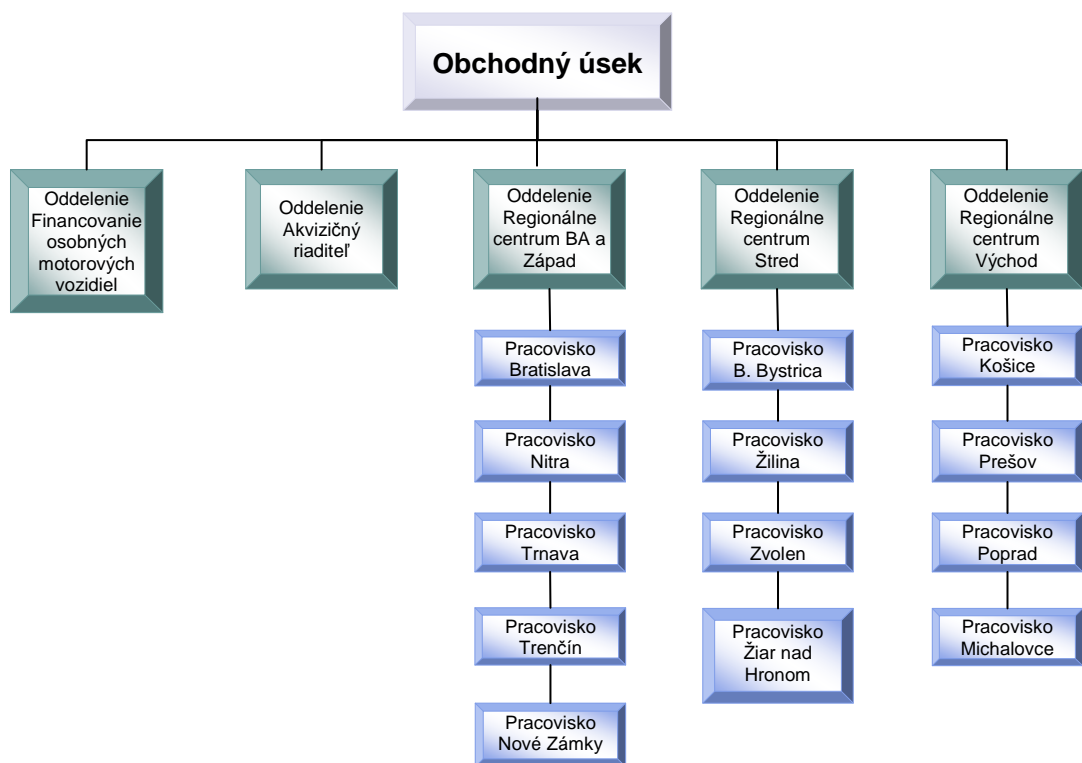 Obchodný úsek
Oddelenie
Financovanie
osobných
motorových
vozidiel
Oddelenie
Akvizičný
riaditeľ
Oddelenie
Regionálne
centrum BA a
Západ
Oddelenie
Regionálne
centrum
Stred
Oddelenie
Regionálne
centrum
Východ
Pracovisko
Bratislava
Pracovisko
Nitra
Pracovisko
Trnava
Pracovisko
Trenčín
Pracovisko
Nové Zámky
Pracovisko
B. Bystrica
Pracovisko
Žilina
Pracovisko
Zvolen
Pracovisko
Žiar nad
Hronom
Pracovisko
Košice
Pracovisko
Prešov
Pracovisko
Poprad
Pracovisko
Michalovce